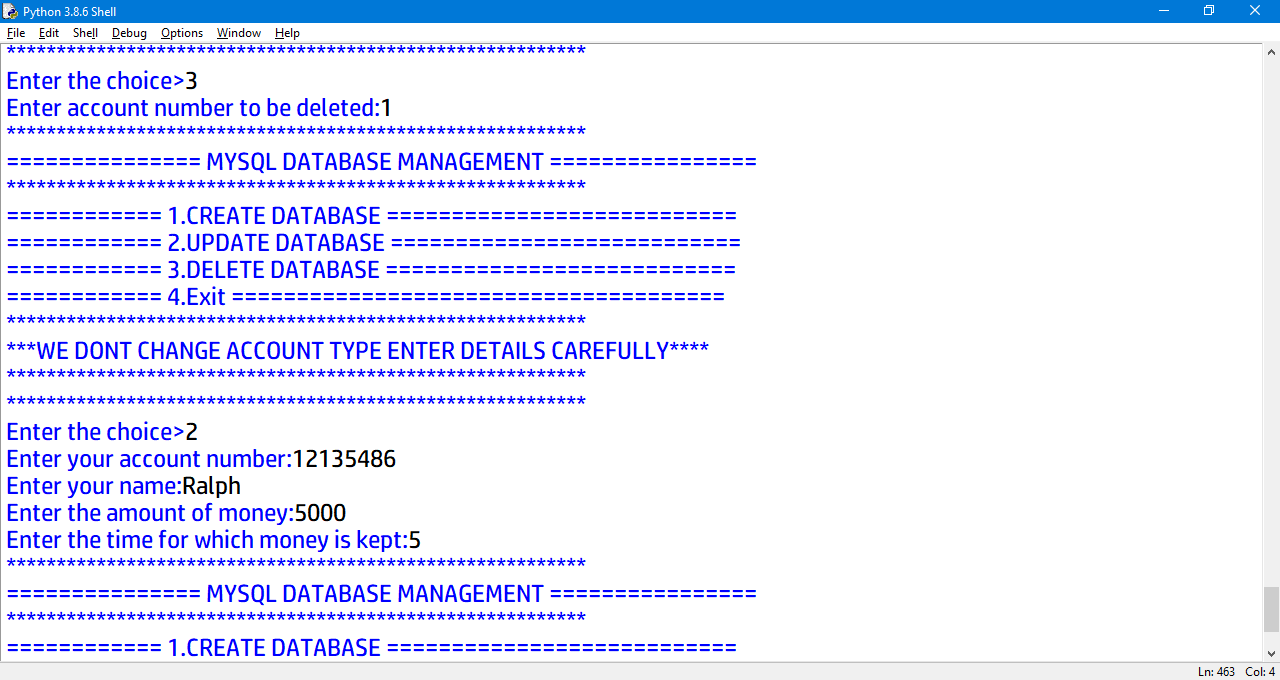 Python 3.8.6 Shell
File Edit Shell Debug Options Window Help
**********************************************************
Enter the choice>3
Enter account number to be deleted:1
**********************************************************
=============== MYSQL DATABASE MANAGEMENT ================
**********************************************************
============ 1.CREATE DATABASE ===========================
============ 2.UPDATE DATABASE ===========================
============ 3.DELETE DATABASE ===========================
============ 4.Exit ======================================
**********************************************************
***WE DONT CHANGE ACCOUNT TYPE ENTER DETAILS CAREFULLY****
**********************************************************
**********************************************************
Enter the choice>2
Enter your account number:12135486
Enter your name:Ralph
Enter the amount of money:5000
Enter the time for which money is kept:5
**********************************************************
=============== MYSQL DATABASE MANAGEMENT ================
**********************************************************
============ 1.CREATE DATABASE ===========================
Ln: 463 Col: 4